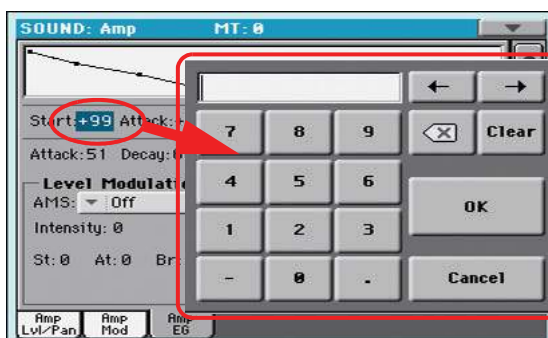 SOUND: Amp MT: 0
Start: +99 Attack: +
Attack: 51 Decay:
Level Modulati
AMS: Off
Intensity: 0
St: 0 At: 0 Br:
← →
7 8 9 Clear
4 5 6 OK
1 2 3
- 0 . Cancel
Amp Lvl/Pan Amp Mod Amp EG